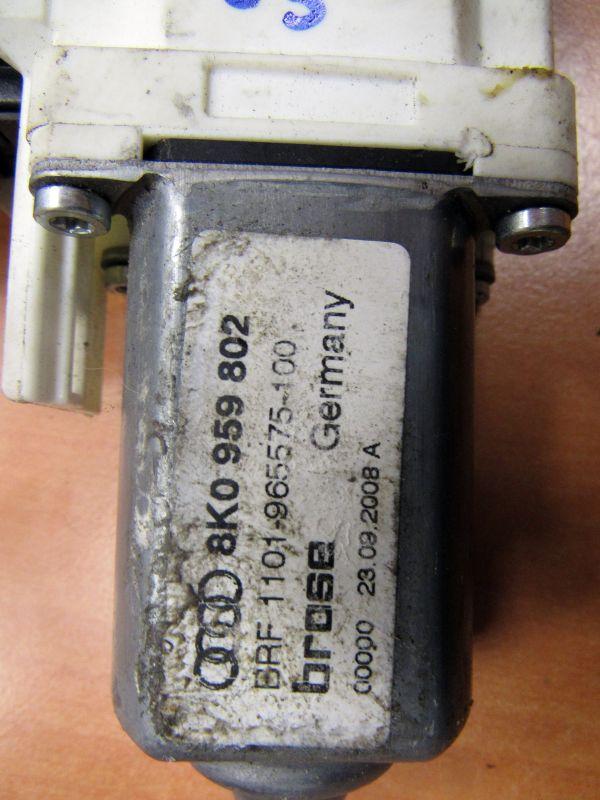 8K0 959 802
BRF 1101-965575-100
brose Germany
00000 23.09.2008 A